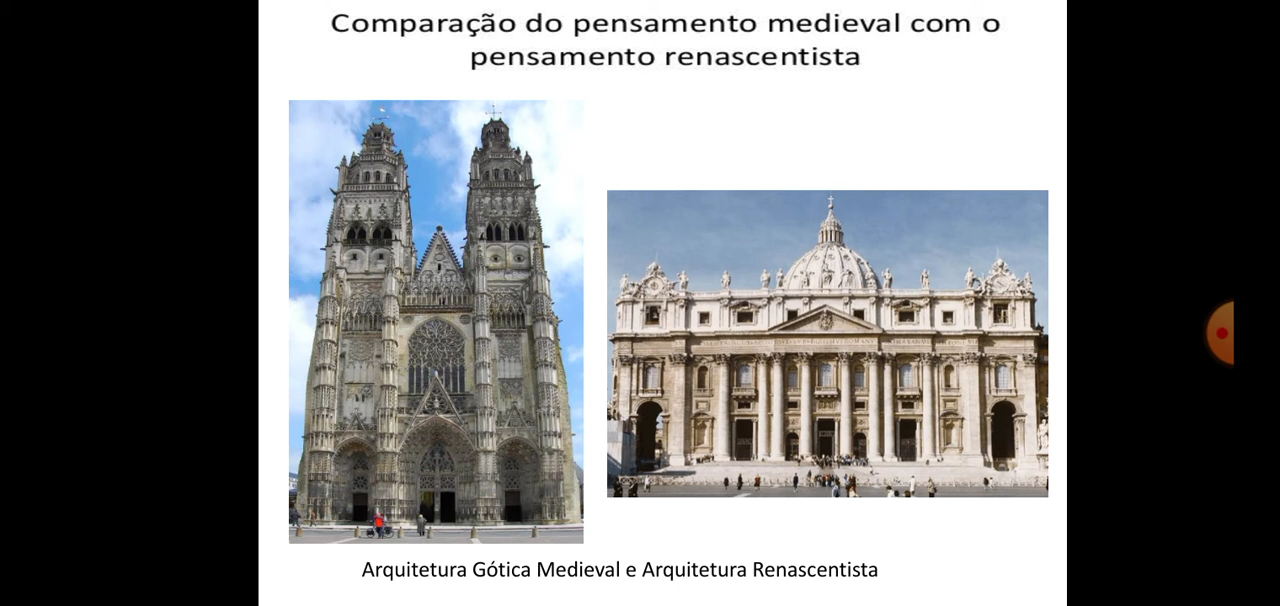 Comparação do pensamento medieval com o
pensamento renascentista
Arquitetura Gótica Medieval e Arquitetura Renascentista